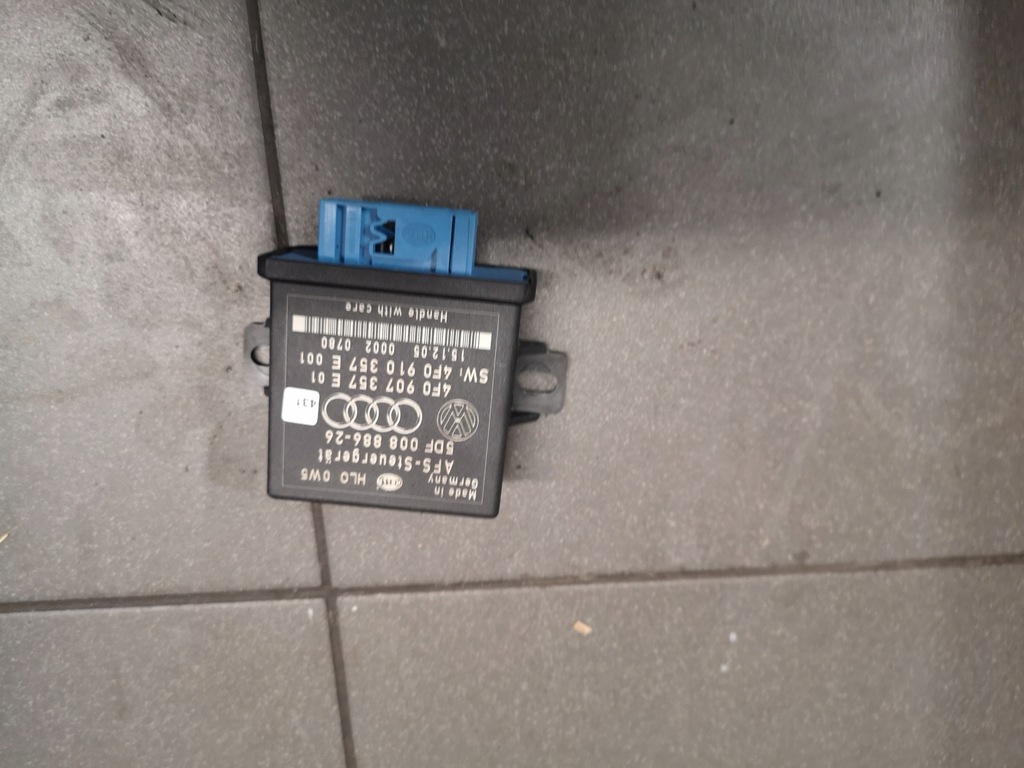 Made in
Germany
HLO 0W5
AFS-Steuergerät
5DF 008 886-26
431
4F0 907 357 E 01
SW: 4F0 910 357 E 001
15.12.05 0002 0780
Handle with care